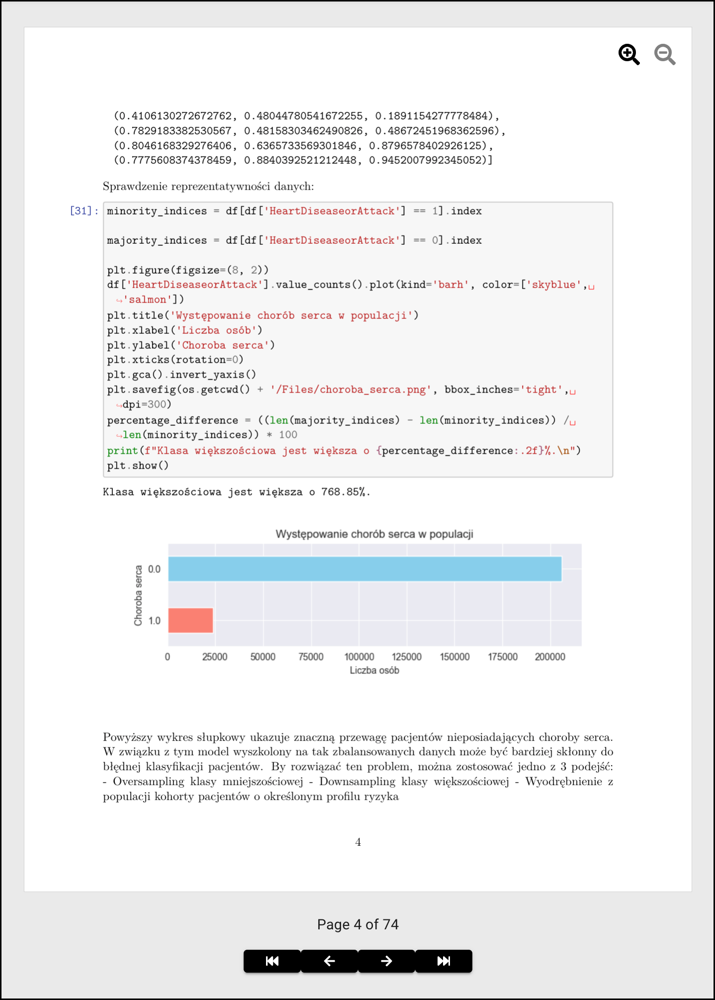 (0.4106130272672762, 0.48044780541672255, 0.1891154277778484),
(0.7829183382530567, 0.48158303462490826, 0.48672451968362596),
(0.8046168329276406, 0.6365733569301846, 0.8796578402926125),
(0.7775608374378459, 0.8840392521212448, 0.9452007992345052)]
Sprawdzenie reprezentatywności danych:
[31]: minority_indices = df[df['HeartDiseaseorAttack'] == 1].index
majority_indices = df[df['HeartDiseaseorAttack'] == 0].index
plt.figure(figsize=(8, 2))
df['HeartDiseaseorAttack'].value_counts().plot(kind='barh', color=['skyblue',␣
↪'salmon'])
plt.title('Występowanie chorób serca w populacji')
plt.xlabel('Liczba osób')
plt.ylabel('Choroba serca')
plt.xticks(rotation=0)
plt.gca().invert_yaxis()
plt.savefig(os.getcwd() + '/Files/choroba_serca.png', bbox_inches='tight',␣
↪dpi=300)
percentage_difference = ((len(majority_indices) - len(minority_indices)) /␣
↪len(minority_indices)) * 100
print(f"Klasa większościowa jest większa o {percentage_difference:.2f}%.\n")
plt.show()
Klasa większościowa jest większa o 768.85%.
Występowanie chorób serca w populacji
Choroba serca
0.0
1.0
0 25000 50000 75000 100000 125000 150000 175000 200000
Liczba osób
Powyższy wykres słupkowy ukazuje znaczną przewagę pacjentów nieposiadających choroby serca.
W związku z tym model wyszkolony na tak zbalansowanych danych może być bardziej skłonny do
błędnej klasyfikacji pacjentów. By rozwiązać ten problem, można zostosować jedno z 3 podejść:
- Oversampling klasy mniejszościowej - Downsampling klasy większościowej - Wyodrębnienie z
populacji kohorty pacjentów o określonym profilu ryzyka
4
Page 4 of 74